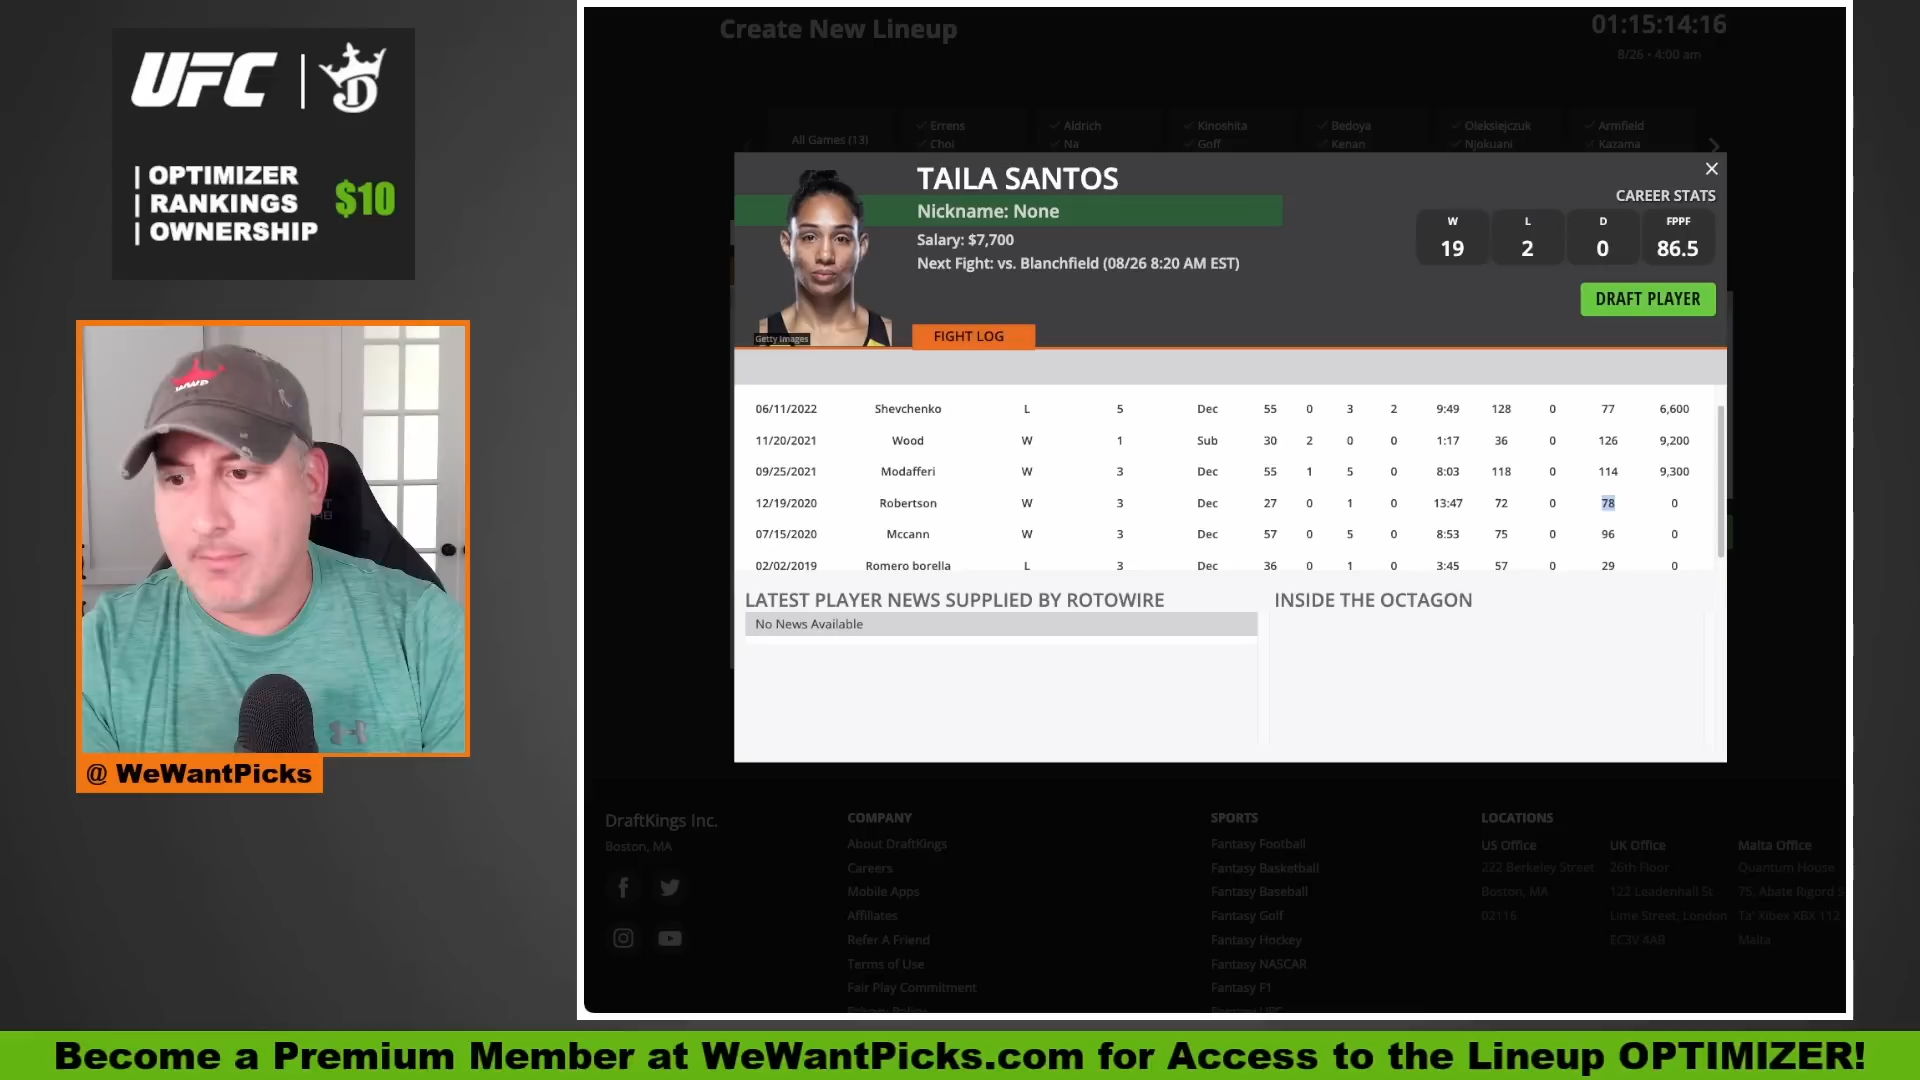 UFC
D
| OPTIMIZER
| RANKINGS
| OWNERSHIP
$10
WWP
@ WeWantPicks
Create New Lineup
01:15:14:16
8/26 • 4:00 am
All Games (13)
Errens
Choi
Aldrich
Na
Kinoshita
Goff
Bedoya
Kenan
Oleksiejczuk
Njokuani
Armfield
Kazama
TAILA SANTOS
Nickname: None
Salary: $7,700
Next Fight: vs. Blanchfield (08/26 8:20 AM EST)
CAREER STATS
W L D FPPF
19 2 0 86.5
DRAFT PLAYER
Getty Images
FIGHT LOG
06/11/2022 Shevchenko L 5 Dec 55 0 3 2 9:49 128 0 77 6,600
11/20/2021 Wood W 1 Sub 30 2 0 0 1:17 36 0 126 9,200
09/25/2021 Modafferi W 3 Dec 55 1 5 0 8:03 118 0 114 9,300
12/19/2020 Robertson W 3 Dec 27 0 1 0 13:47 72 0 78 0
07/15/2020 Mccann W 3 Dec 57 0 5 0 8:53 75 0 96 0
02/02/2019 Romero borella L 3 Dec 36 0 1 0 3:45 57 0 29 0
LATEST PLAYER NEWS SUPPLIED BY ROTOWIRE
No News Available
INSIDE THE OCTAGON
DraftKings Inc.
Boston, MA
COMPANY
About DraftKings
Careers
Mobile Apps
Affiliates
Refer A Friend
Terms of Use
Fair Play Commitment
Privacy Policy
SPORTS
Fantasy Football
Fantasy Basketball
Fantasy Baseball
Fantasy Golf
Fantasy Hockey
Fantasy NASCAR
Fantasy F1
LOCATIONS
US Office
222 Berkeley Street
Boston, MA
02116
UK Office
26th Floor
122 Leadenhall St
Lime Street, London
EC3V 4AB
Malta Office
Quantum House
75, Abate Rigord S
Ta' Xibex XBX 112
Malta
Become a Premium Member at WeWantPicks.com for Access to the Lineup OPTIMIZER!